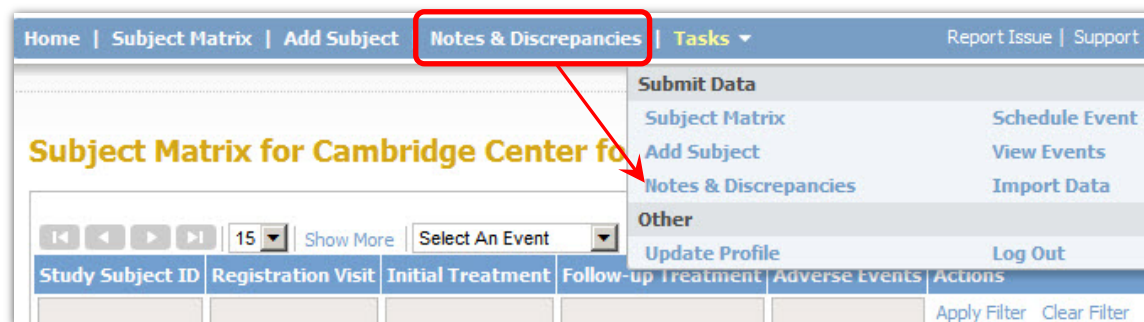 Home | Subject Matrix | Add Subject | Notes & Discrepancies | Tasks Report Issue | Support
Submit Data
Subject Matrix Schedule Event
Subject Matrix for Cambridge Center fo
Add Subject View Events
Notes & Discrepancies Import Data
Other
15 Show More Select An Event
Update Profile Log Out
Study Subject ID Registration Visit Initial Treatment Follow-up Treatment Adverse Events Actions
Apply Filter Clear Filter